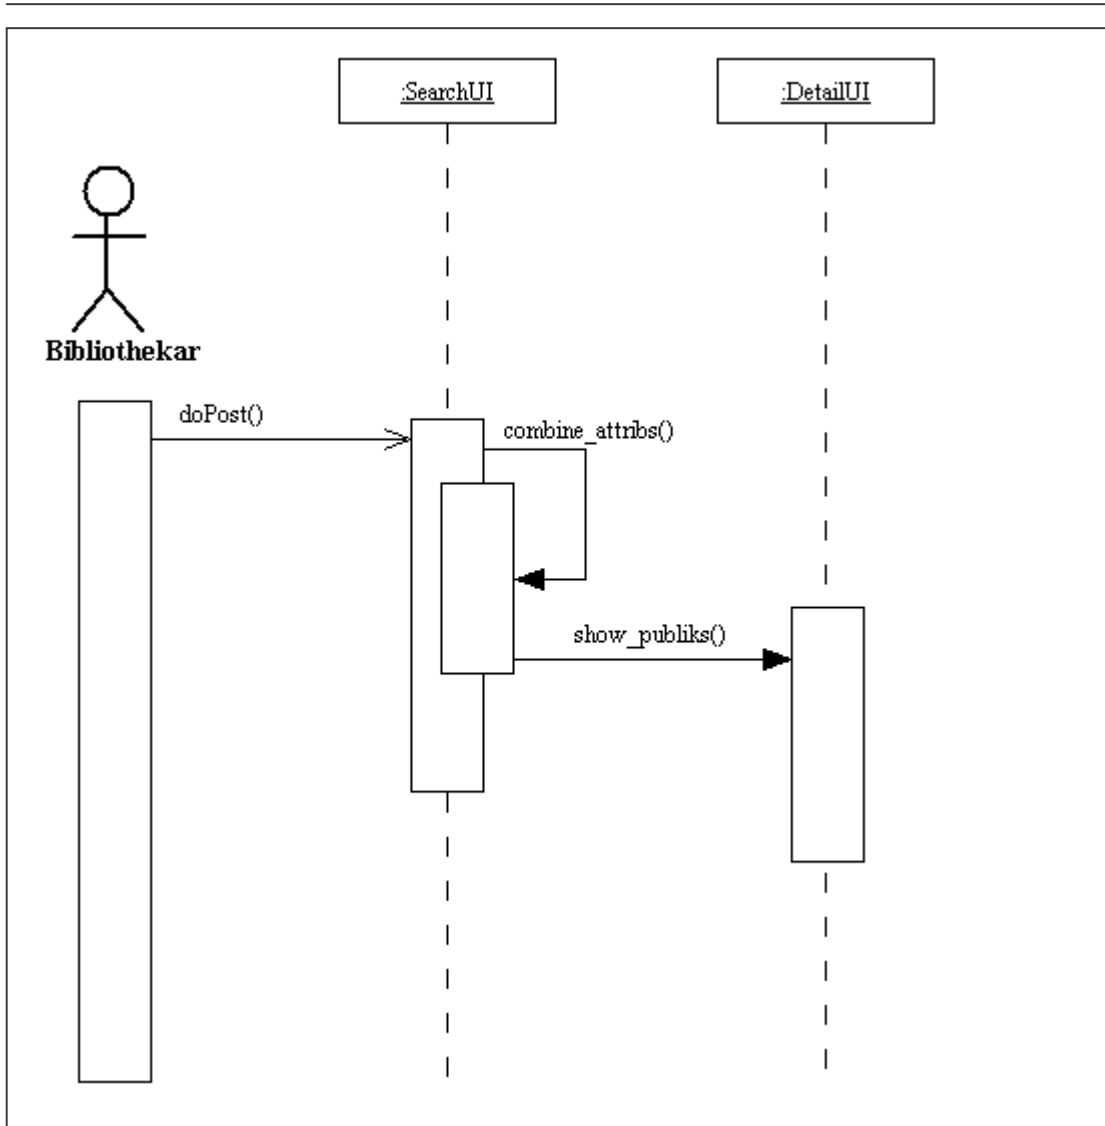 :SearchUI
:DetailUI
Bibliothekar
doPost()
combine_attribs()
show_publiks()